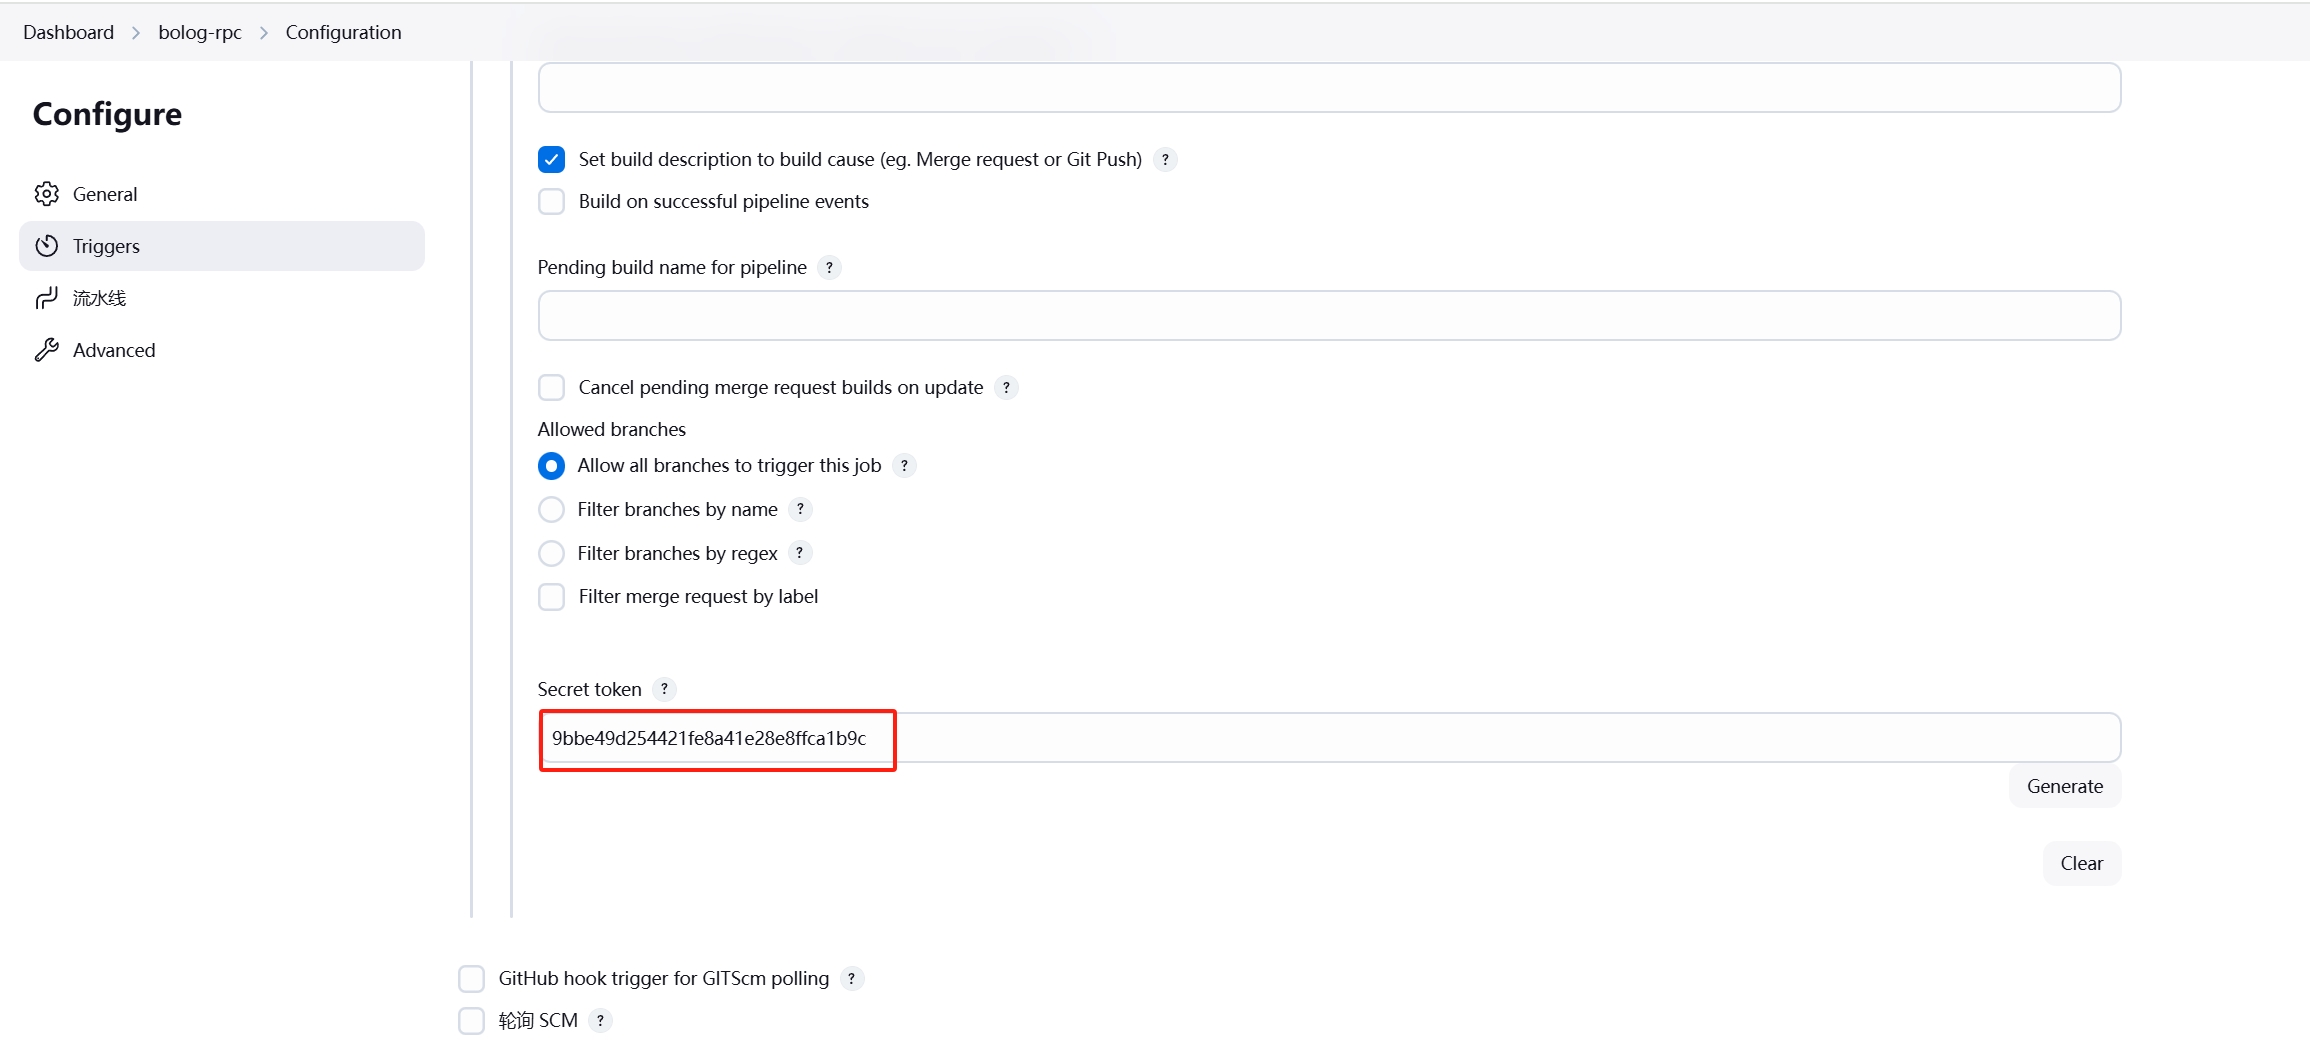 Dashboard > bolog-rpc > Configuration
Configure
General
Triggers
流水线
Advanced
Set build description to build cause (eg. Merge request or Git Push) ?
Build on successful pipeline events
Pending build name for pipeline ?
Cancel pending merge request builds on update ?
Allowed branches
Allow all branches to trigger this job ?
Filter branches by name ?
Filter branches by regex ?
Filter merge request by label
Secret token ?
9bbe49d254421fe8a41e28e8ffca1b9c
Generate
Clear
GitHub hook trigger for GITScm polling ?
轮询 SCM ?